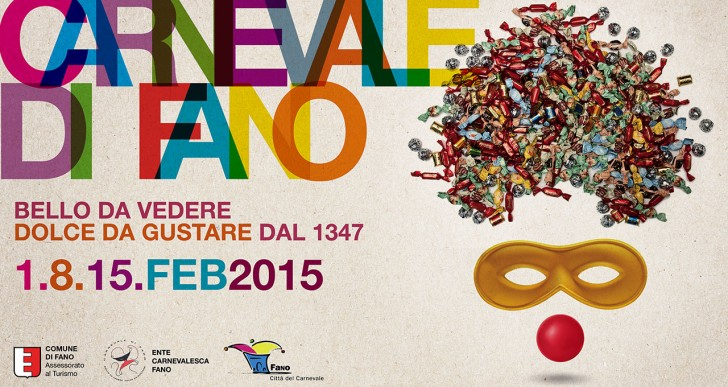 CARNEVALE
DI FANO
BELLO DA VEDERE
DOLCE DA GUSTARE DAL 1347
1.8.15.FEB2015
COMUNE
DI FANO
Assessorato
al Turismo
ENTE
CARNEVALESCA
FANO
Fano
Città del Carnevale